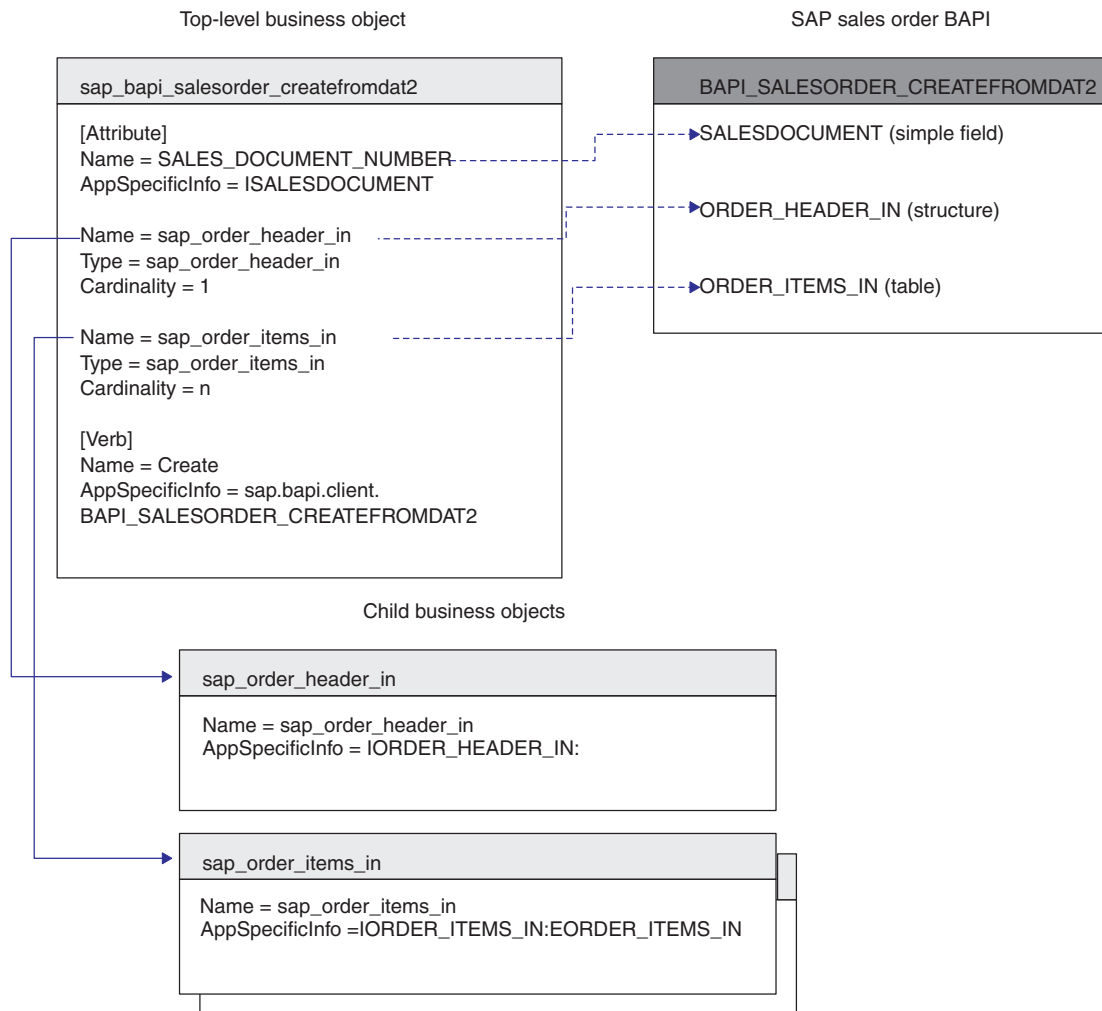 Top-level business object
SAP sales order BAPI
sap_bapi_salesorder_createfromdat2
[Attribute]
Name = SALES_DOCUMENT_NUMBER
AppSpecificInfo = ISALESDOCUMENT
Name = sap_order_header_in
Type = sap_order_header_in
Cardinality = 1
Name = sap_order_items_in
Type = sap_order_items_in
Cardinality = n
[Verb]
Name = Create
AppSpecificInfo = sap.bapi.client.
BAPI_SALESORDER_CREATEFROMDAT2
BAPI_SALESORDER_CREATEFROMDAT2
SALESDOCUMENT (simple field)
ORDER_HEADER_IN (structure)
ORDER_ITEMS_IN (table)
Child business objects
sap_order_header_in
Name = sap_order_header_in
AppSpecificInfo = IORDER_HEADER_IN:
sap_order_items_in
Name = sap_order_items_in
AppSpecificInfo =IORDER_ITEMS_IN:EORDER_ITEMS_IN